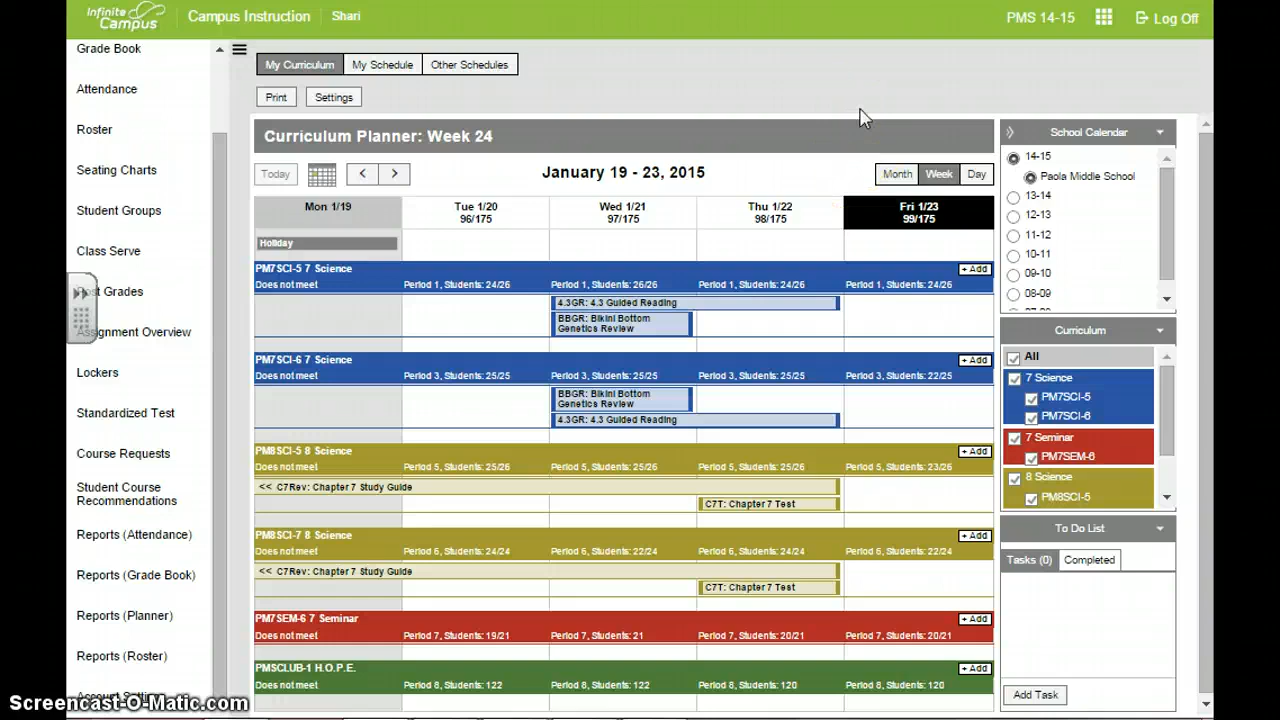 Infinite Campus
Campus Instruction
Shari
PMS 14-15
Log Off
Grade Book
Attendance
Roster
Seating Charts
Student Groups
Class Serve
st Grades
Assignment Overview
Lockers
Standardized Test
Course Requests
Student Course
Recommendations
Reports (Attendance)
Reports (Grade Book)
Reports (Planner)
Reports (Roster)
My Curriculum
My Schedule
Other Schedules
Print
Settings
Curriculum Planner: Week 24
Today
<
>
January 19 - 23, 2015
Month
Week
Day
Mon 1/19
Tue 1/20
96/175
Wed 1/21
97/175
Thu 1/22
98/175
Fri 1/23
99/175
Holiday
PM7SCI-5 7 Science
+ Add
Does not meet
Period 1, Students: 24/26
Period 1, Students: 26/26
Period 1, Students: 24/26
Period 1, Students: 24/26
4.3GR: 4.3 Guided Reading
BBGR: Bikini Bottom
Genetics Review
PM7SCI-6 7 Science
+ Add
Does not meet
Period 3, Students: 25/25
Period 3, Students: 25/25
Period 3, Students: 25/25
Period 3, Students: 22/25
BBGR: Bikini Bottom
Genetics Review
4.3GR: 4.3 Guided Reading
PM8SCI-5 8 Science
+ Add
Does not meet
Period 5, Students: 25/26
Period 5, Students: 25/26
Period 5, Students: 25/26
Period 5, Students: 23/26
<< C7Rev: Chapter 7 Study Guide
C7T: Chapter 7 Test
PM8SCI-7 8 Science
+ Add
Does not meet
Period 6, Students: 24/24
Period 6, Students: 22/24
Period 6, Students: 24/24
Period 6, Students: 22/24
<< C7Rev: Chapter 7 Study Guide
C7T: Chapter 7 Test
PM7SEM-6 7 Seminar
+ Add
Does not meet
Period 7, Students: 19/21
Period 7, Students: 21
Period 7, Students: 20/21
Period 7, Students: 20/21
PMSCLUB-1 H.O.P.E.
+ Add
Does not meet
Period 8, Students: 122
Period 8, Students: 122
Period 8, Students: 120
Period 8, Students: 120
School Calendar
14-15
Paola Middle School
13-14
12-13
11-12
10-11
09-10
08-09
Curriculum
All
7 Science
PM7SCI-5
PM7SCI-6
7 Seminar
PM7SEM-6
8 Science
PM8SCI-5
To Do List
Tasks (0)
Completed
Add Task
Screencast-O-Matic.com